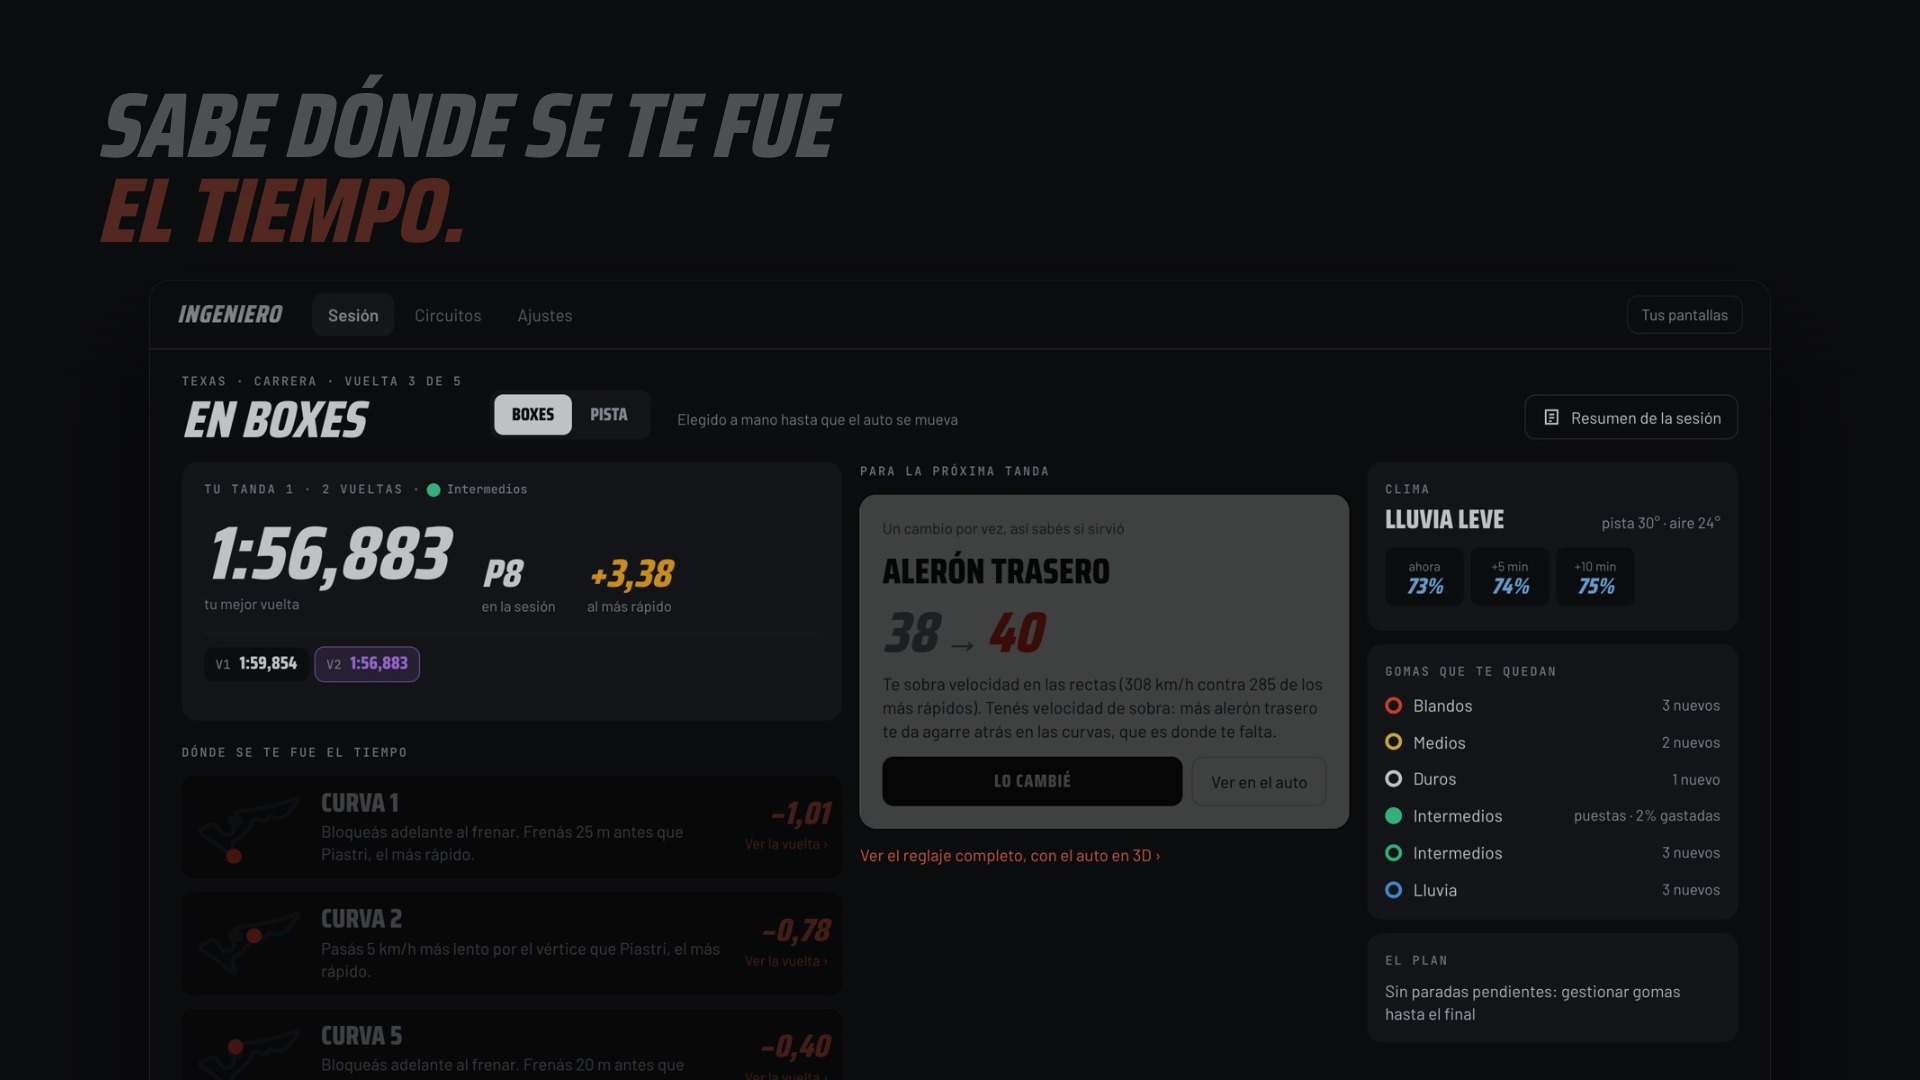 SABE DÓNDE SE TE FUE
EL TIEMPO.
INGENIERO
Sesión
Circuitos
Ajustes
Tus pantallas
TEXAS · CARRERA · VUELTA 3 DE 5
EN BOXES
BOXES
PISTA
Elegido a mano hasta que el auto se mueva
Resumen de la sesión
TU TANDA 1 · 2 VUELTAS · Intermedios
1:56,883
tu mejor vuelta
P8
en la sesión
+3,38
al más rápido
V1 1:59,854
V2 1:56,883
DÓNDE SE TE FUE EL TIEMPO
CURVA 1
Bloqueás adelante al frenar. Frenás 25 m antes que
Piastri, el más rápido.
−1,01
Ver la vuelta ›
CURVA 2
Pasás 5 km/h más lento por el vértice que Piastri, el más
rápido.
−0,78
Ver la vuelta ›
CURVA 5
Bloqueás adelante al frenar. Frenás 20 m antes que
−0,40
Ver la vuelta ›
PARA LA PRÓXIMA TANDA
Un cambio por vez, así sabés si sirvió
ALERÓN TRASERO
38 → 40
Te sobra velocidad en las rectas (308 km/h contra 285 de los
más rápidos). Tenés velocidad de sobra: más alerón trasero
te da agarre atrás en las curvas, que es donde te falta.
LO CAMBIÉ
Ver en el auto
Ver el reglaje completo, con el auto en 3D ›
CLIMA
LLUVIA LEVE
pista 30° · aire 24°
ahora
73%
+5 min
74%
+10 min
75%
GOMAS QUE TE QUEDAN
Blandos 3 nuevos
Medios 2 nuevos
Duros 1 nuevo
Intermedios puestas · 2% gastadas
Intermedios 3 nuevos
Lluvia 3 nuevos
EL PLAN
Sin paradas pendientes: gestionar gomas
hasta el final